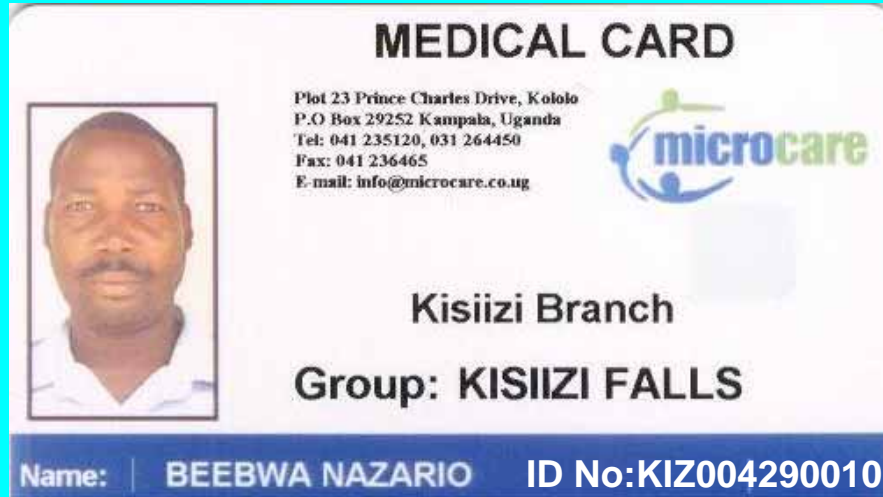 MEDICAL CARD
Plot 23 Prince Charles Drive, Kololo
P.O Box 29252 Kampala, Uganda
Tel: 041 235120, 031 264450
Fax: 041 236465
E-mail: info@microcare.co.ug
microcare
Kisiizi Branch
Group: KISIIZI FALLS
Name: BEEBWA NAZARIO ID No:KIZ004290010